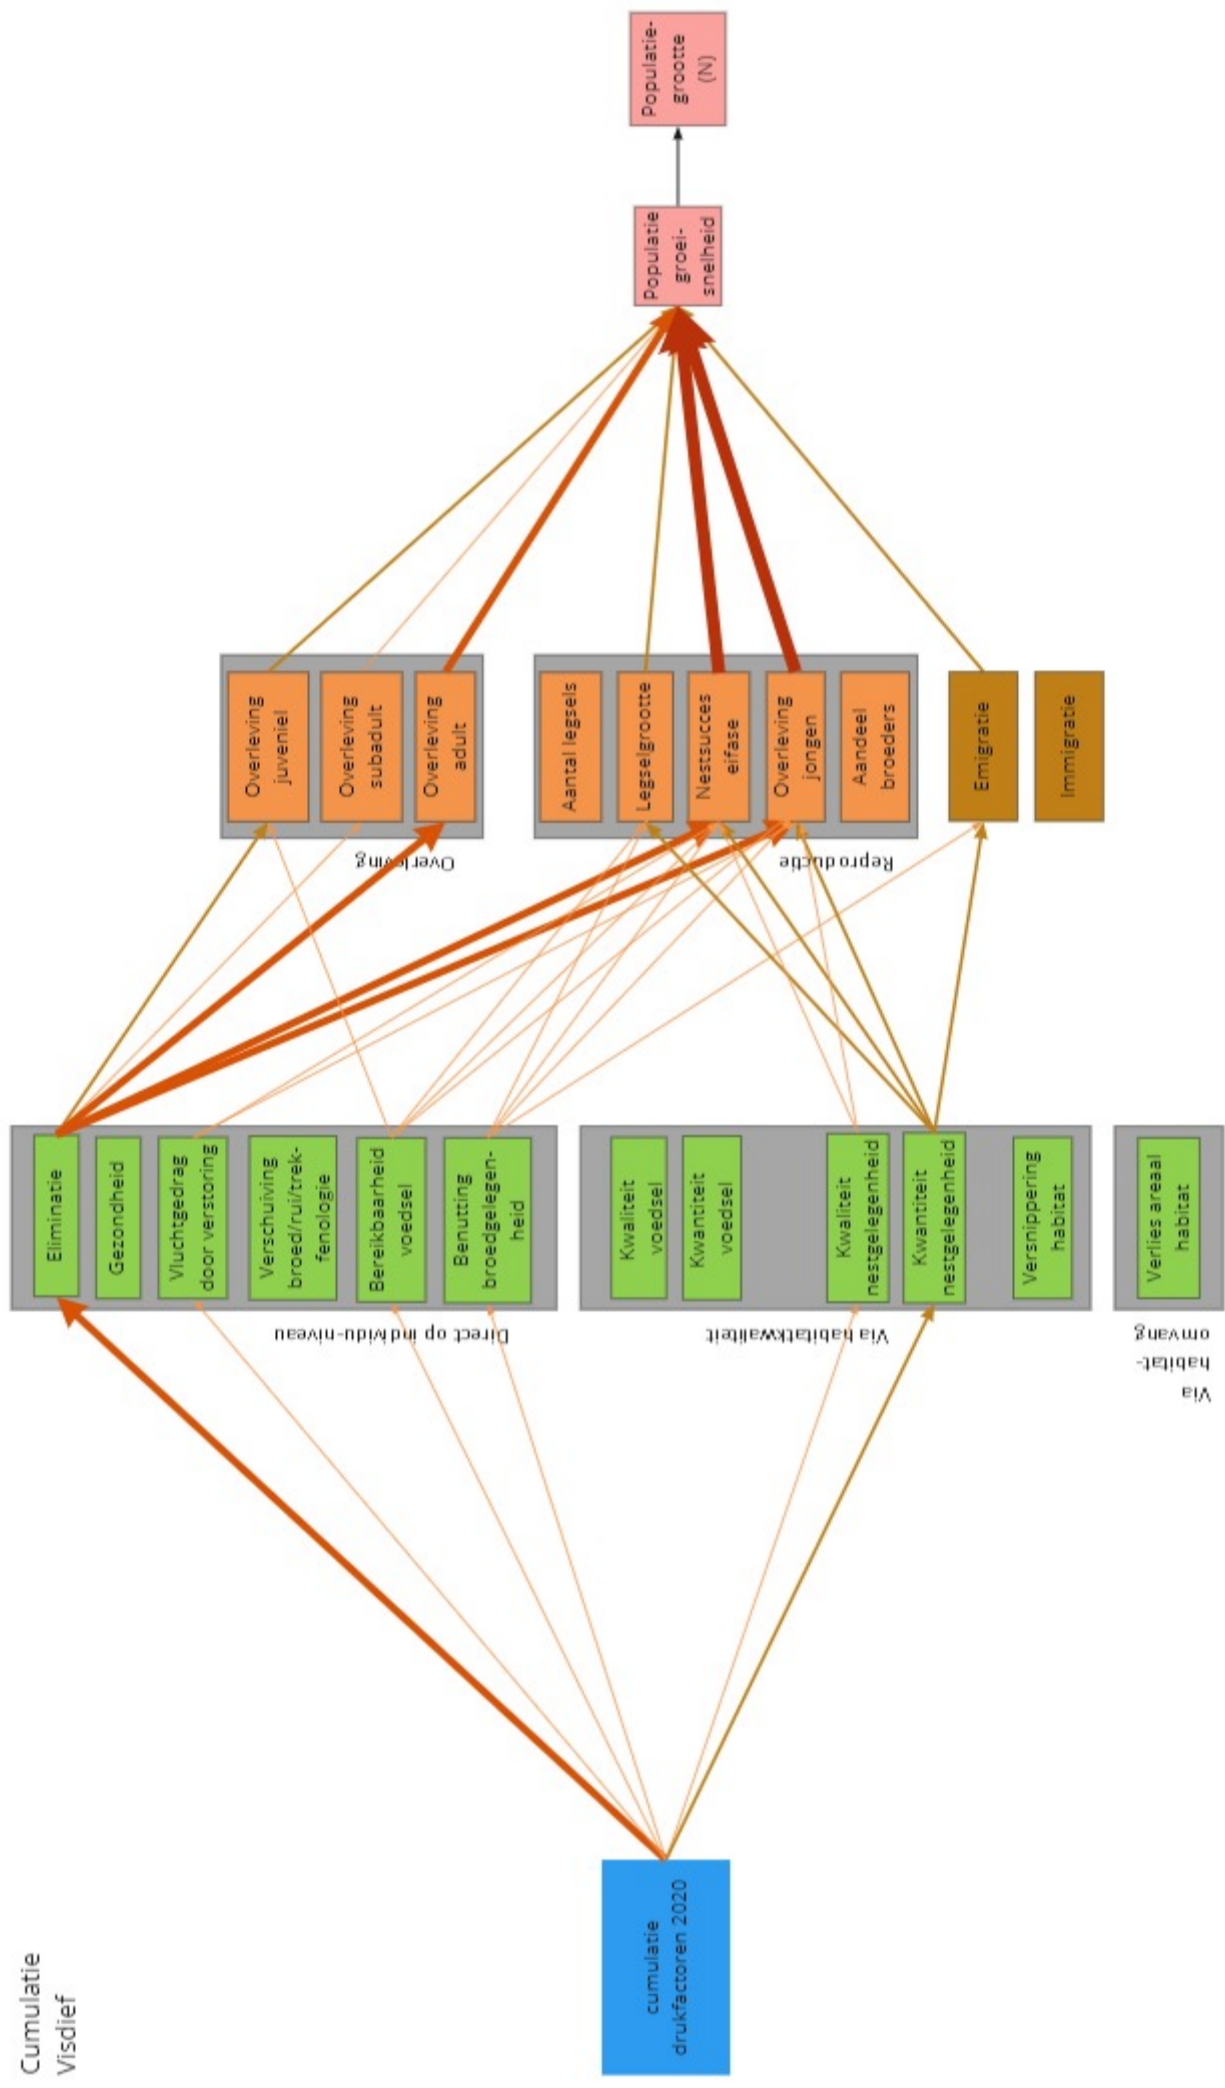 Cumulatie
Visdief
cumulatie
drukfactoren 2020
Direct op individu-niveau
Eliminatie
Gezondheid
Vluchtgedrag
door verstoring
Verschuiving
broed/rui/trek-
fenologie
Bereikbaarheid
voedsel
Benutting
broedgelegen-
heid
Via habitatkwaliteit
Kwaliteit
voedsel
Kwantiteit
voedsel
Kwaliteit
nestgelegenheid
Kwantiteit
nestgelegenheid
Versnippering
habitat
Via
habitat-
omvang
Verlies areaal
habitat
Overleving
Overleving
juveniel
Overleving
subadult
Overleving
adult
Reproductie
Aantal legsels
Legselgrootte
Nestsucces
eifase
Overleving
jongen
Aandeel
broeders
Emigratie
Immigratie
Populatie
groei-
snelheid
Populatie-
grootte
(N)